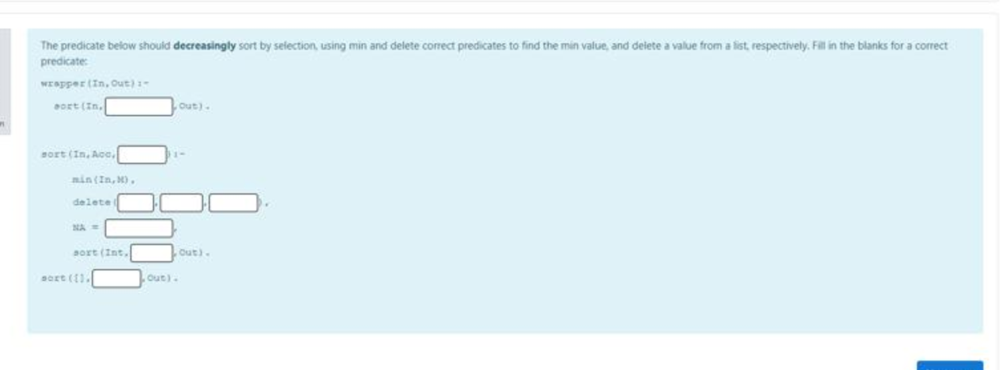 The predicate below should decreasingly sort by selection, using min and delete correct predicates to find the min value, and delete a value from a list, respectively. Fill in the blanks for a correct
predicate:
wrapper(In,Out):-
sort(In, ,Out).
sort(In,Acc, ):-
min(In,M),
delete( , , ),
NA = ,
sort(Int, ,Out).
sort([], ,Out).